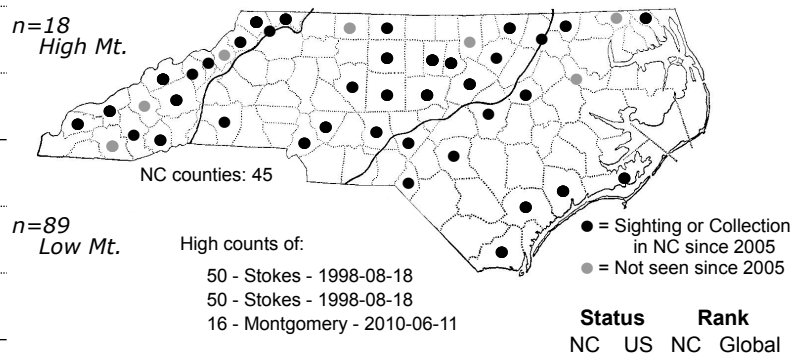 n=18
High Mt.
NC counties: 45
n=89
Low Mt.
High counts of:
50 - Stokes - 1998-08-18
50 - Stokes - 1998-08-18
16 - Montgomery - 2010-06-11
= Sighting or Collection
in NC since 2005
= Not seen since 2005
Status Rank
NC US NC Global